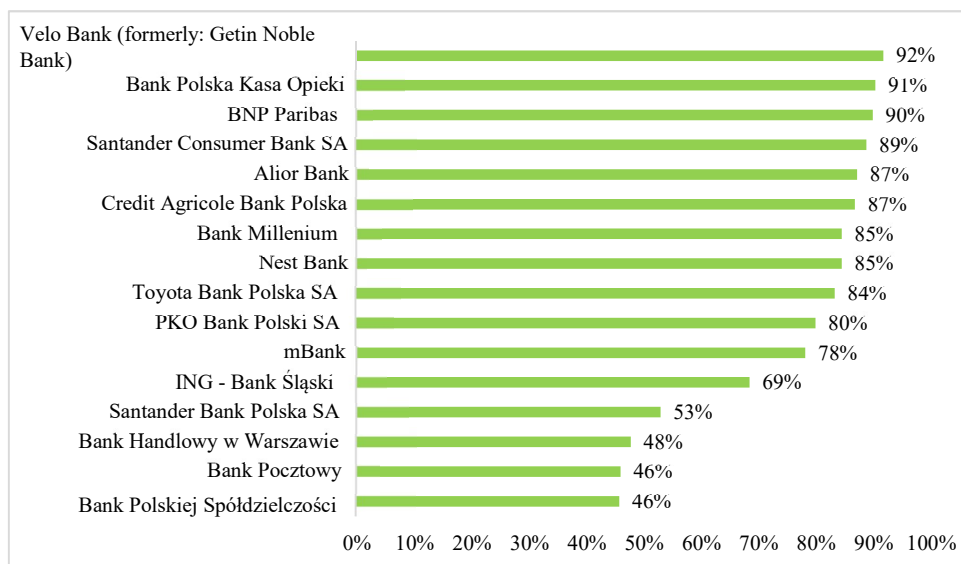 Velo Bank (formerly: Getin Noble
Bank) 92%
Bank Polska Kasa Opieki 91%
BNP Paribas 90%
Santander Consumer Bank SA 89%
Alior Bank 87%
Credit Agricole Bank Polska 87%
Bank Millenium 85%
Nest Bank 85%
Toyota Bank Polska SA 84%
PKO Bank Polski SA 80%
mBank 78%
ING - Bank Śląski 69%
Santander Bank Polska SA 53%
Bank Handlowy w Warszawie 48%
Bank Pocztowy 46%
Bank Polskiej Spółdzielczości 46%
0% 10% 20% 30% 40% 50% 60% 70% 80% 90% 100%